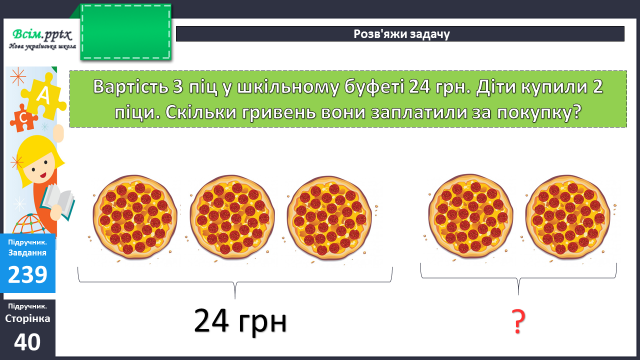 Всім.pptx
Нова українська школа
Розв'яжи задачу
Вартість 3 піц у шкільному буфеті 24 грн. Діти купили 2
піци. Скільки гривень вони заплатили за покупку?
А
С
Підручник.
Завдання
239
Підручник.
Сторінка
40
24 грн
?